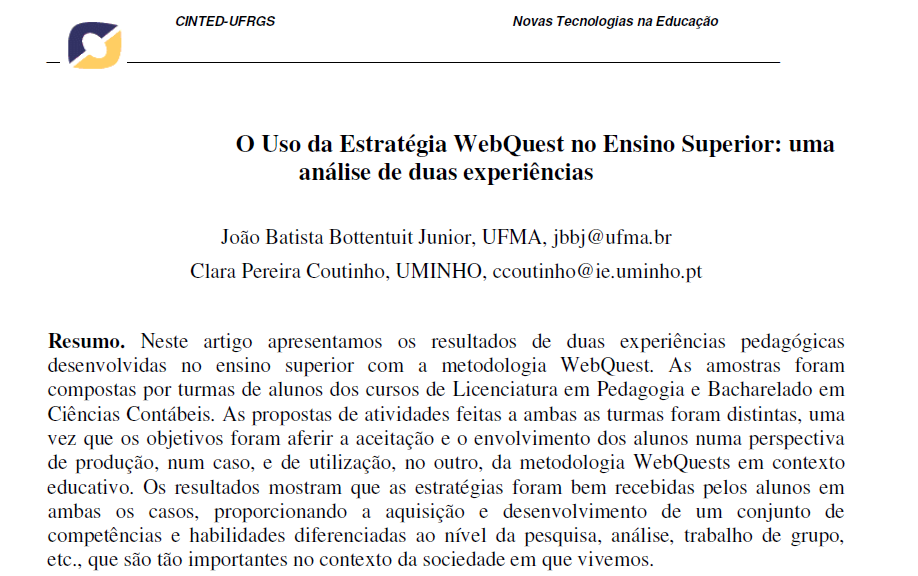 CINTED-UFRGS Novas Tecnologias na Educação
O Uso da Estratégia WebQuest no Ensino Superior: uma
análise de duas experiências
João Batista Bottentuit Junior, UFMA, jbbj@ufma.br
Clara Pereira Coutinho, UMINHO, ccoutinho@ie.uminho.pt
Resumo. Neste artigo apresentamos os resultados de duas experiências pedagógicas
desenvolvidas no ensino superior com a metodologia WebQuest. As amostras foram
compostas por turmas de alunos dos cursos de Licenciatura em Pedagogia e Bacharelado em
Ciências Contábeis. As propostas de atividades feitas a ambas as turmas foram distintas, uma
vez que os objetivos foram aferir a aceitação e o envolvimento dos alunos numa perspectiva
de produção, num caso, e de utilização, no outro, da metodologia WebQuests em contexto
educativo. Os resultados mostram que as estratégias foram bem recebidas pelos alunos em
ambas os casos, proporcionando a aquisição e desenvolvimento de um conjunto de
competências e habilidades diferenciadas ao nível da pesquisa, análise, trabalho de grupo,
etc., que são tão importantes no contexto da sociedade em que vivemos.